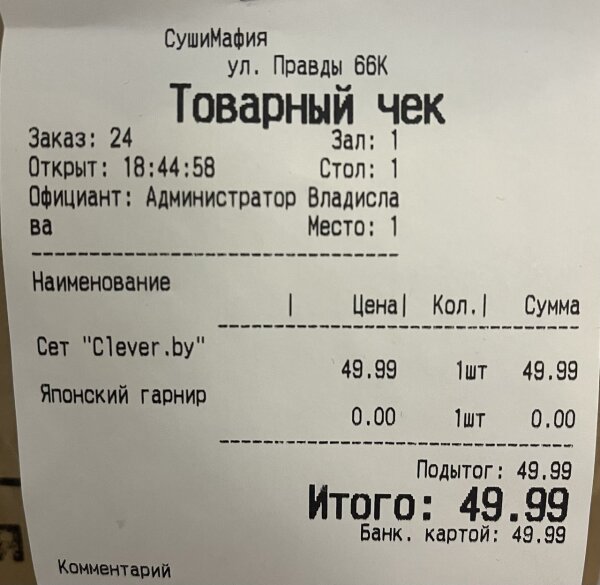 СушиМафия
ул. Правды 66К
Товарный чек
Заказ: 24 Зал: 1
Открыт: 18:44:58 Стол: 1
Официант: Администратор Владисла
ва Место: 1
--------------------------------
Наименование
| Цена| Кол.| Сумма
--------------------------------
Сет "Clever.by"
49.99 1шт 49.99
Японский гарнир
0.00 1шт 0.00
--------------------------------
Подытог: 49.99
Итого: 49.99
Банк. картой: 49.99
Комментарий